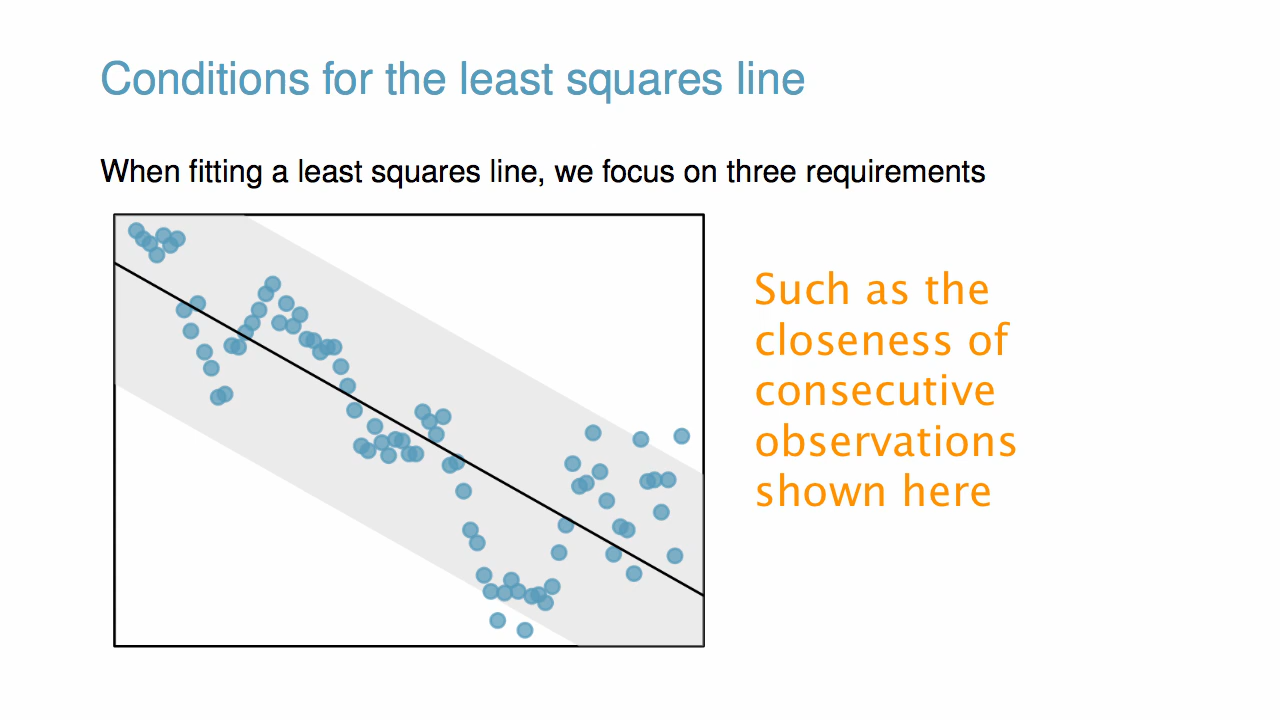 Conditions for the least squares line
When fitting a least squares line, we focus on three requirements
Such as the
closeness of
consecutive
observations
shown here